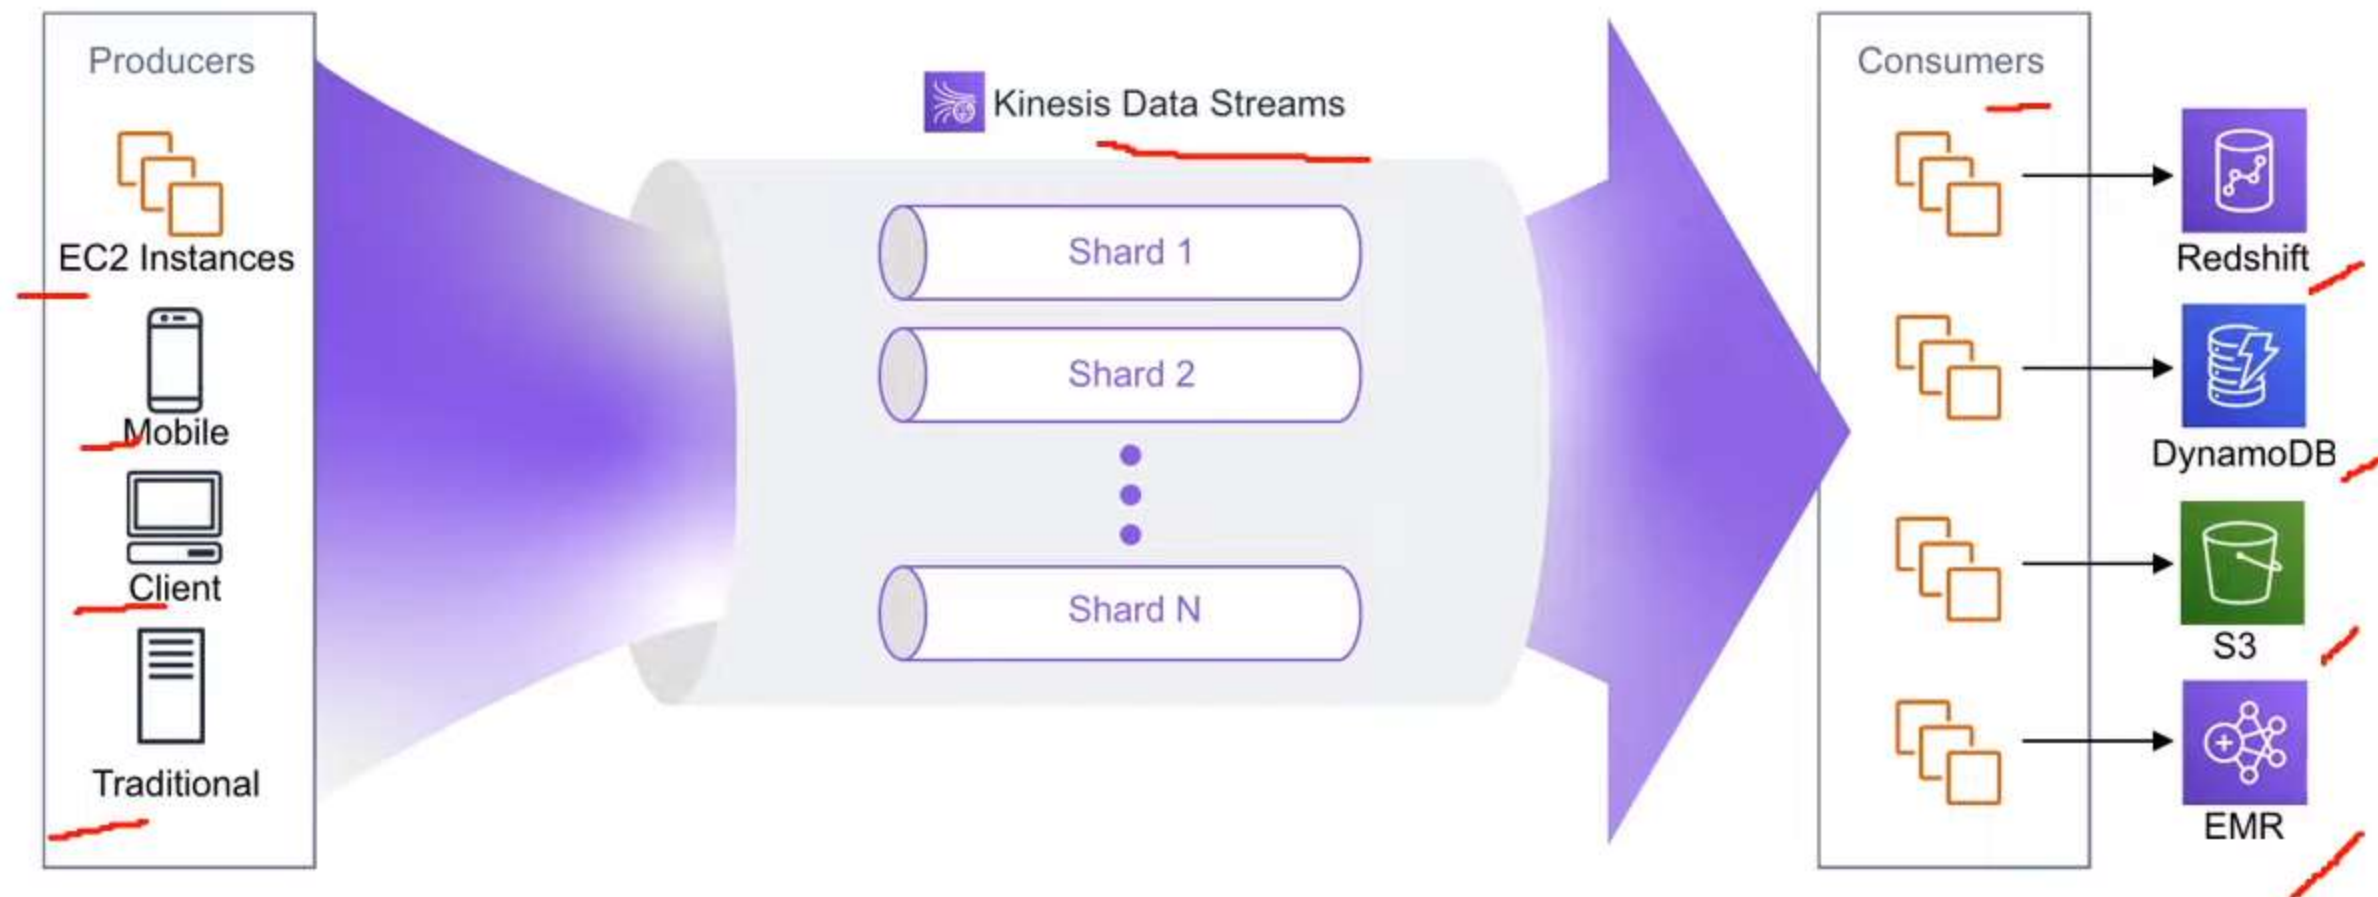 Producers
EC2 Instances
Mobile
Client
Traditional
Kinesis Data Streams
Shard 1
Shard 2
Shard N
Consumers
Redshift
DynamoDB
S3
EMR